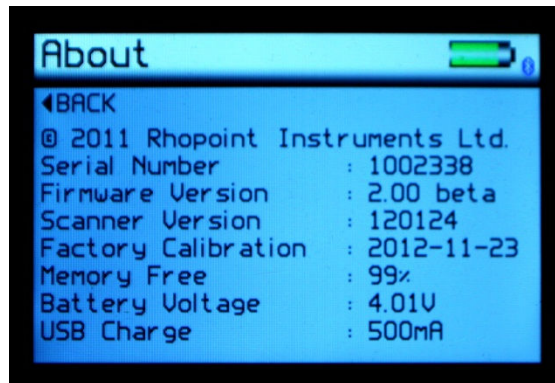 About
◀BACK
© 2011 Rhopoint Instruments Ltd.
Serial Number : 1002338
Firmware Version : 2.00 beta
Scanner Version : 120124
Factory Calibration : 2012-11-23
Memory Free : 99%
Battery Voltage : 4.01V
USB Charge : 500mA